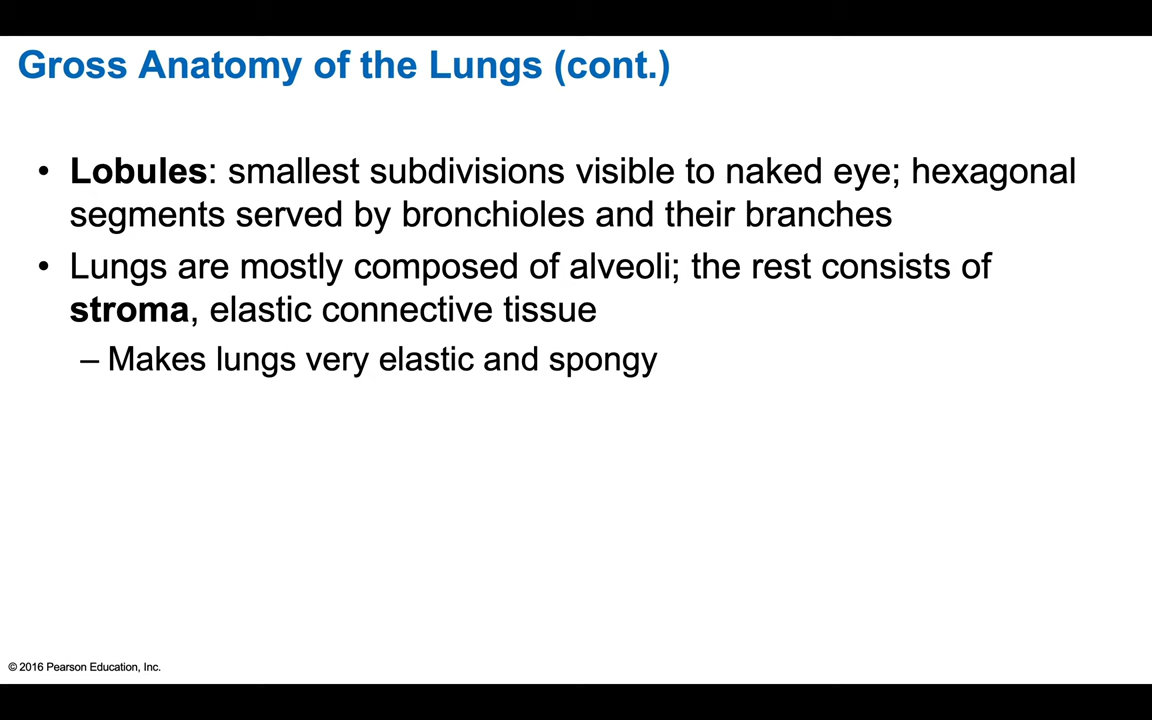 Gross Anatomy of the Lungs (cont.)
• Lobules: smallest subdivisions visible to naked eye; hexagonal
segments served by bronchioles and their branches
• Lungs are mostly composed of alveoli; the rest consists of
stroma, elastic connective tissue
– Makes lungs very elastic and spongy
© 2016 Pearson Education, Inc.